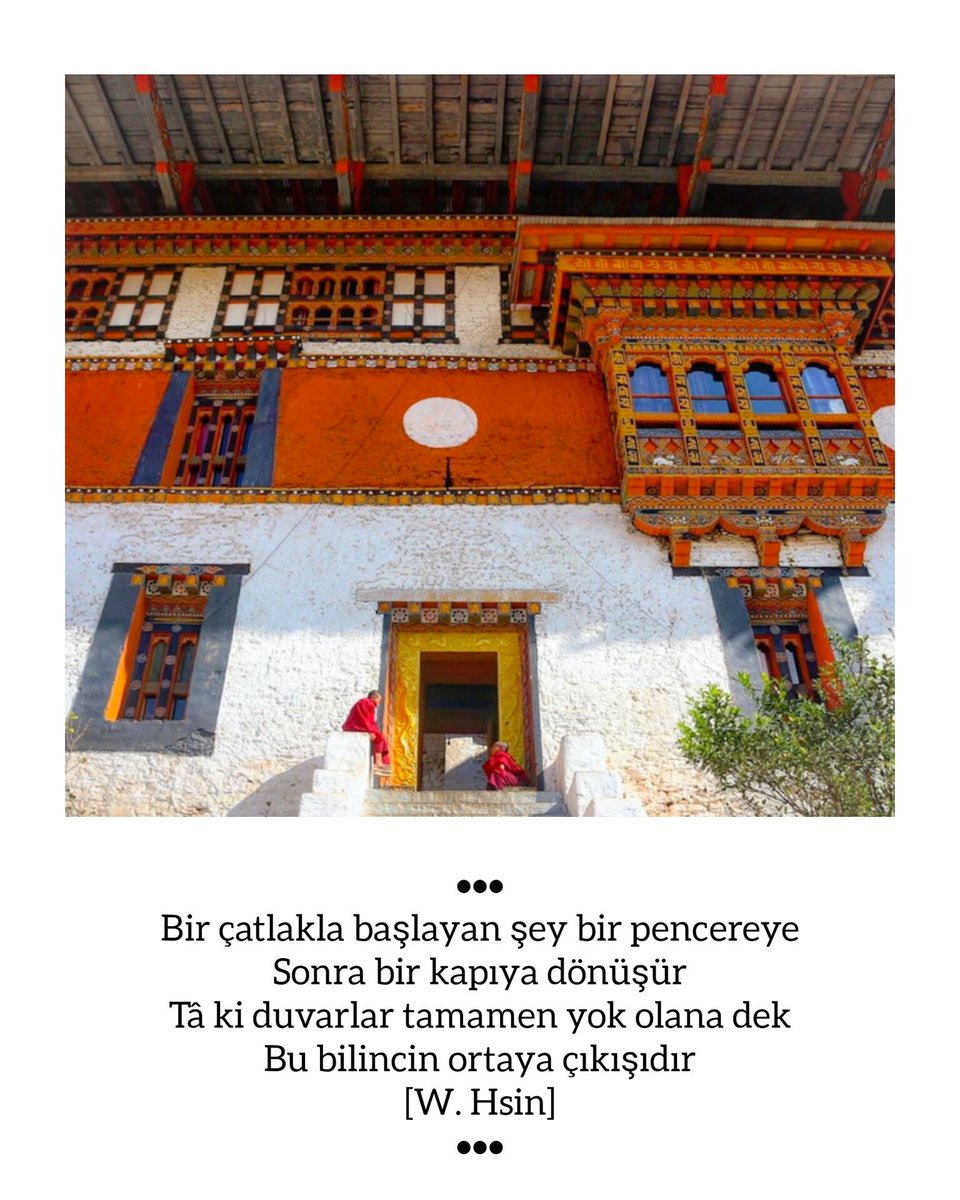 •••
Bir çatlakla başlayan şey bir pencereye
Sonra bir kapıya dönüşür
Tâ ki duvarlar tamamen yok olana dek
Bu bilincin ortaya çıkışıdır
[W. Hsin]
•••